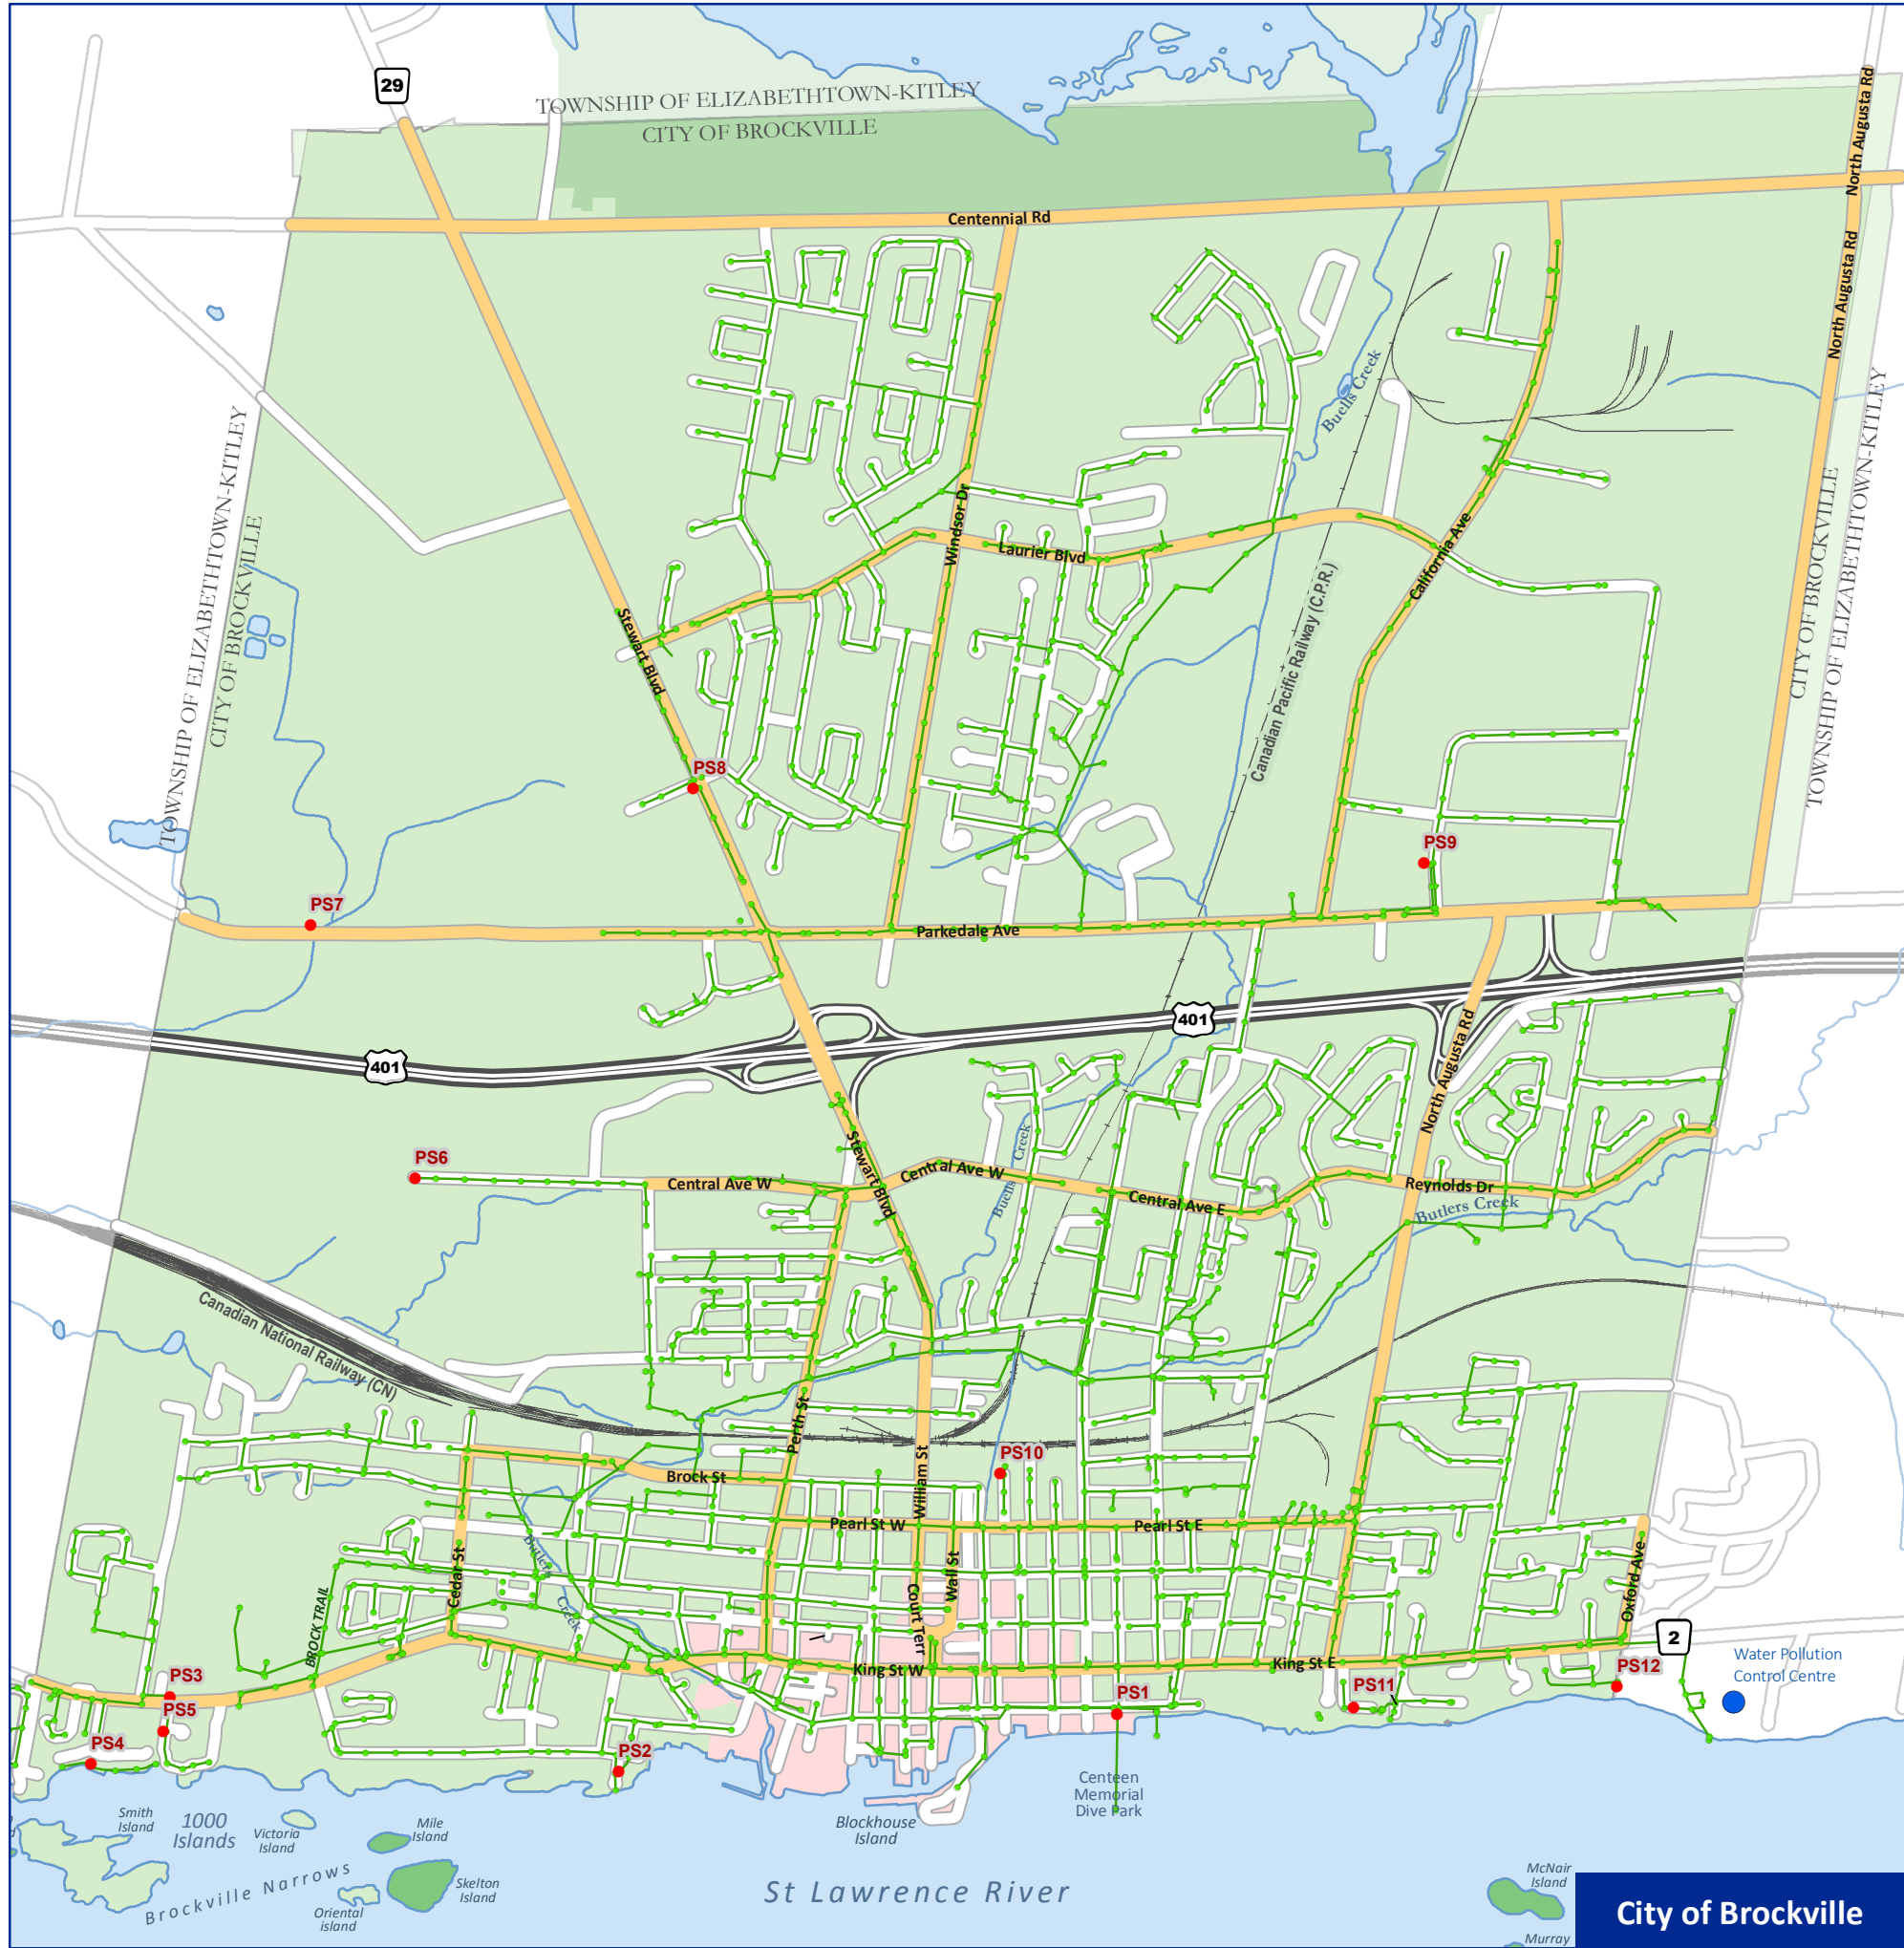 29
TOWNSHIP OF ELIZABETHTOWN-KITLEY
CITY OF BROCKVILLE
North Augusta Rd
Centennial Rd
North Augusta Rd
Buells Creek
TOWNSHIP OF ELIZABETHTOWN-KITLEY
CITY OF BROCKVILLE
CITY OF BROCKVILLE
TOWNSHIP OF ELIZABETHTOWN-KITLEY
Windsor Dr
Laurier Blvd
California Ave
Canadian Pacific Railway (C.P.R.)
Stewart Blvd
PS8
PS9
PS7
Parkedale Ave
401
401
North Augusta Rd
Stewart Blvd
Buells
Creek
PS6
Central Ave W
Central Ave W
Central Ave E
Reynolds Dr
Butlers Creek
Canadian National Railway (CN)
Perth St
William St
PS10
Brock St
Pearl St W
Pearl St E
Butlers
Creek
Cedar St
Wall St
Court Terr
BROCK TRAIL
Oxford Ave
2
King St W
King St E
Water Pollution
Control Centre
PS3
PS5
PS4
PS2
PS1
PS11
PS12
Centeen
Memorial
Dive Park
Smith
Island
1000
Islands
Victoria
Island
Mile
Island
Blockhouse
Island
Brockville Narrows
Skelton
Island
Oriental
island
St Lawrence River
McNair
Island
Murray
City of Brockville